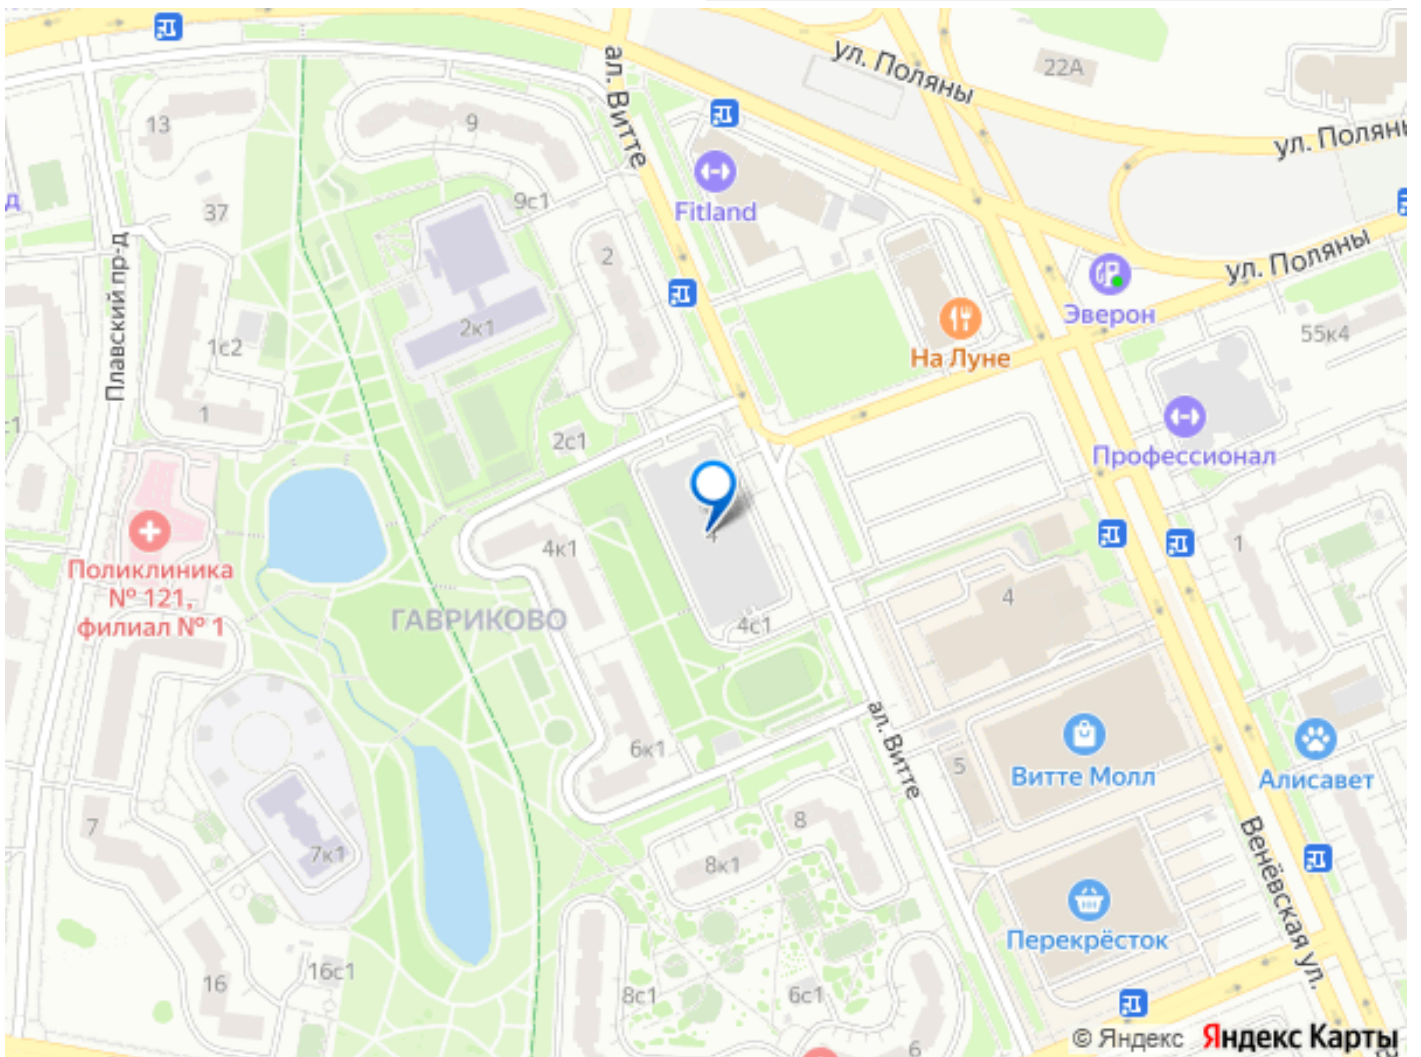 ул. Поляны
22А
ал. Витте
13
9
ул. Поляны
Fitland
9с1
37
д
2
ул. Поляны
Плавский пр-д
Эверон
2к1
55к4
1с2
На Луне
1
2с1
Профессионал
4
4к1
1
Поликлиника
№ 121,
филиал № 1
ГАВРИКОВО
4
4с1
ал. Витте
6к1
5
Витте Молл
Алисавет
7
8
7к1
8к1
Венёвская ул.
Перекрёсток
16с1
16
8с1
6с1
6
© Яндекс Яндекс Карты